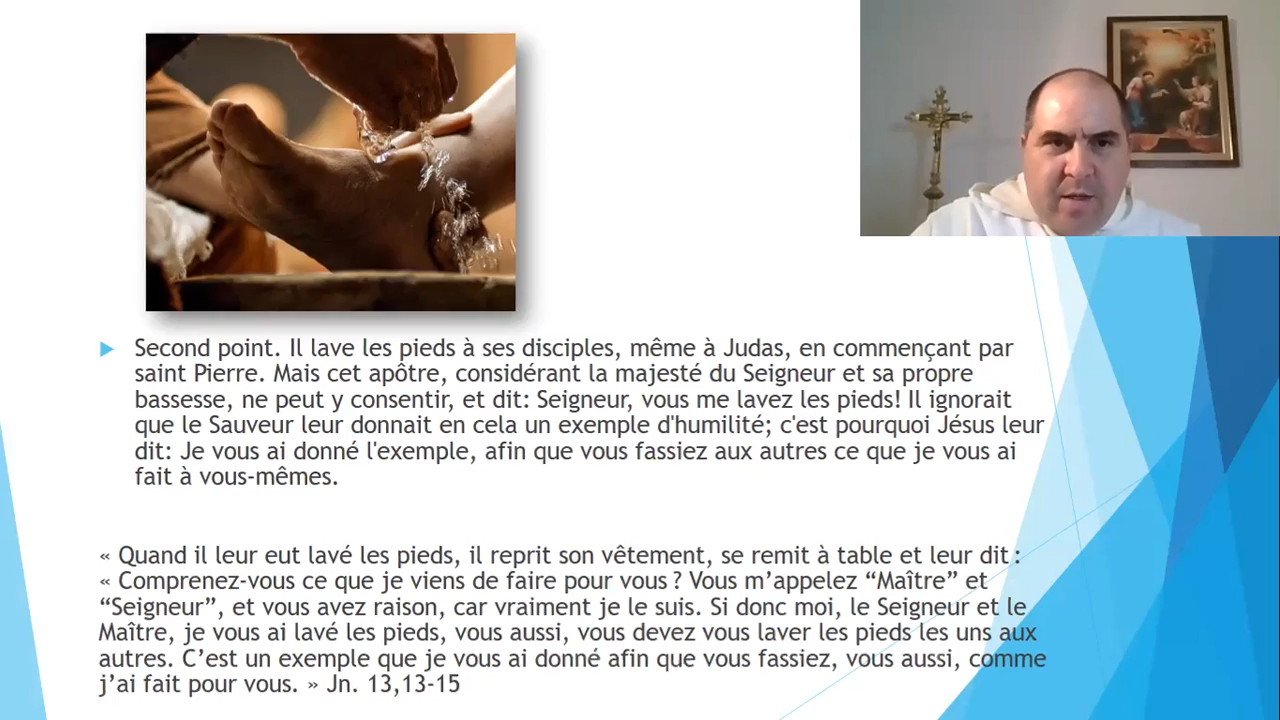 Second point. Il lave les pieds à ses disciples, même à Judas, en commençant par
saint Pierre. Mais cet apôtre, considérant la majesté du Seigneur et sa propre
bassesse, ne peut y consentir, et dit: Seigneur, vous me lavez les pieds! Il ignorait
que le Sauveur leur donnait en cela un exemple d'humilité; c'est pourquoi Jésus leur
dit: Je vous ai donné l'exemple, afin que vous fassiez aux autres ce que je vous ai
fait à vous-mêmes.
« Quand il leur eut lavé les pieds, il reprit son vêtement, se remit à table et leur dit :
« Comprenez-vous ce que je viens de faire pour vous ? Vous m’appelez “Maître” et
“Seigneur”, et vous avez raison, car vraiment je le suis. Si donc moi, le Seigneur et le
Maître, je vous ai lavé les pieds, vous aussi, vous devez vous laver les pieds les uns aux
autres. C’est un exemple que je vous ai donné afin que vous fassiez, vous aussi, comme
j’ai fait pour vous. » Jn. 13,13-15